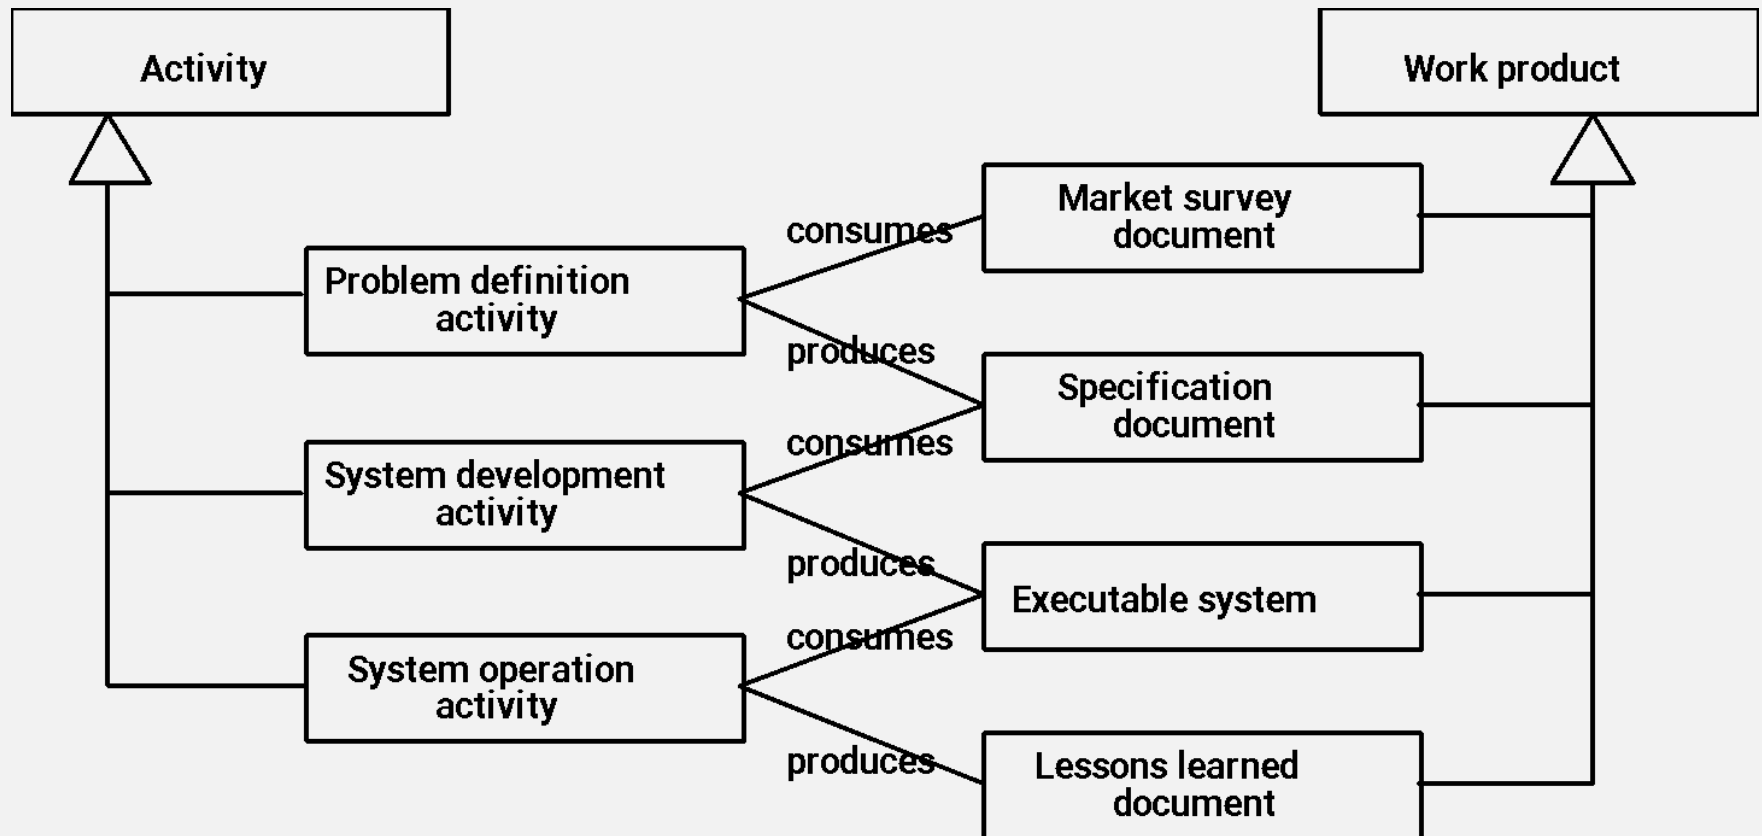 Activity
Work product
Market survey
document
consumes
Problem definition
activity
produces
Specification
document
consumes
System development
activity
produces
Executable system
consumes
System operation
activity
produces
Lessons learned
document